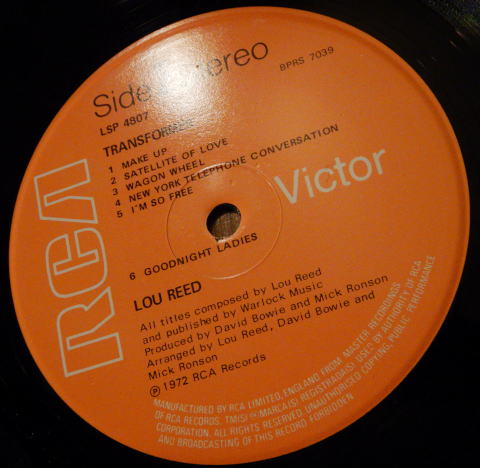 Side Stereo
LSP 4807
BPRS 7039
TRANSFORMER
1 MAKE UP
2 SATELLITE OF LOVE
3 WAGON WHEEL
4 NEW YORK TELEPHONE CONVERSATION
5 I'M SO FREE
6 GOODNIGHT LADIES
RCA
Victor
LOU REED
All titles composed by Lou Reed
and published by Warlock Music
Produced by David Bowie and Mick Ronson
Arranged by Lou Reed, David Bowie and
Mick Ronson
Ⓟ 1972 RCA Records
MANUFACTURED BY RCA LIMITED, ENGLAND FROM MASTER RECORDINGS
OF RCA RECORDS. TM(S) ®: MARCA(S) REGISTRADA(S) USED BY AUTHORITY OF RCA
CORPORATION. ALL RIGHTS RESERVED. UNAUTHORISED COPYING, PUBLIC PERFORMANCE
AND BROADCASTING OF THIS RECORD FORBIDDEN